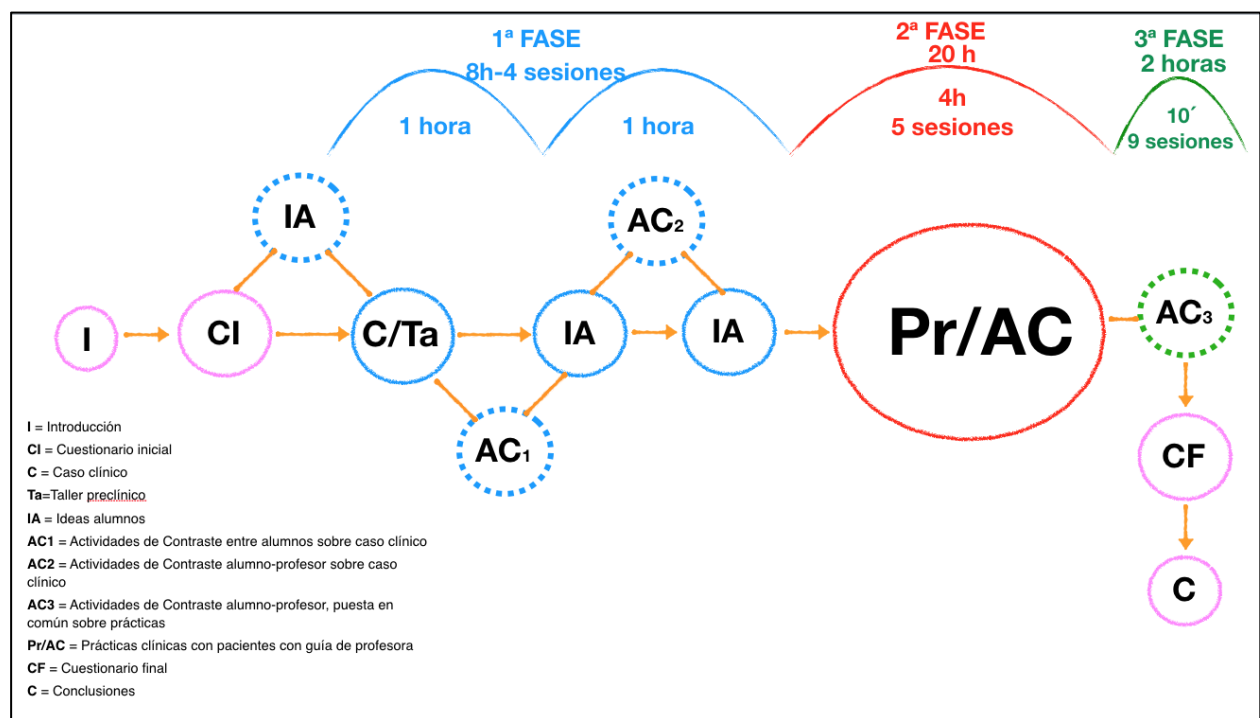 1ª FASE
8h-4 sesiones
1 hora
1 hora
2ª FASE
20 h
4h
5 sesiones
3ª FASE
2 horas
10´
9 sesiones
IA
AC2
I
CI
C/Ta
IA
IA
Pr/AC
AC3
AC1
CF
C
I = Introducción
CI = Cuestionario inicial
C = Caso clínico
Ta=Taller preclínico
IA = Ideas alumnos
AC1 = Actividades de Contraste entre alumnos sobre caso clínico
AC2 = Actividades de Contraste alumno-profesor sobre caso
clínico
AC3 = Actividades de Contraste alumno-profesor, puesta en
común sobre prácticas
Pr/AC = Prácticas clínicas con pacientes con guía de profesora
CF = Cuestionario final
C = Conclusiones